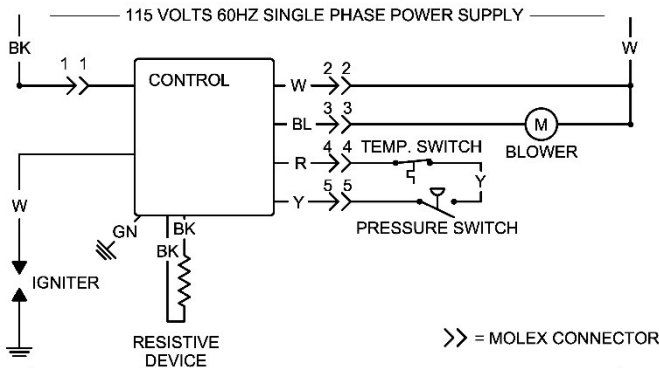 115 VOLTS 60HZ SINGLE PHASE POWER SUPPLY
BK
W
1 1
CONTROL
W
2 2
BL
3 3
M
BLOWER
R
4 4
TEMP. SWITCH
Y
5 5
Y
PRESSURE SWITCH
W
GN
BK
BK
IGNITER
RESISTIVE
DEVICE
= MOLEX CONNECTOR